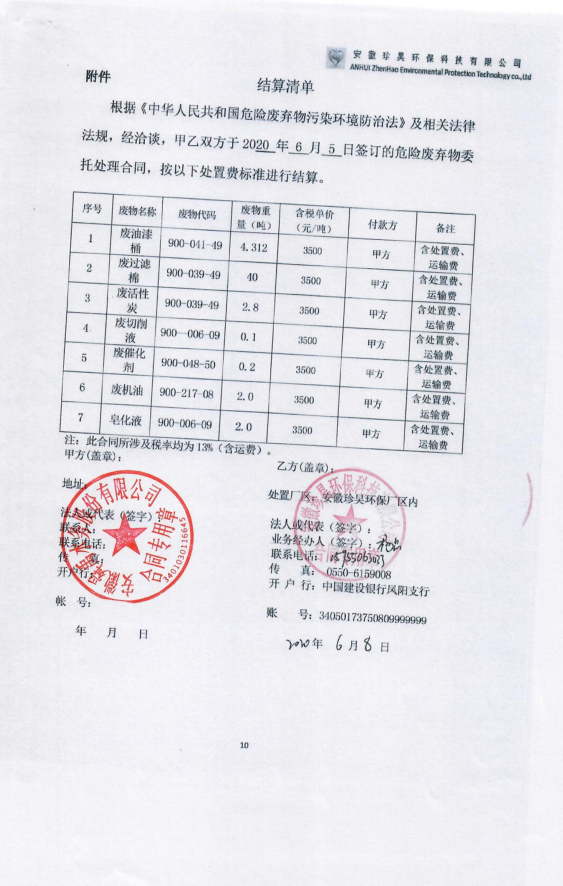 安徽珍昊环保科技有限公司
ANHUI ZhenHao Environmental Protection Technology co.,ltd
附件
结算清单
根据《中华人民共和国危险废弃物污染环境防治法》及相关法律
法规，经洽谈，甲乙双方于2020 年 6 月 5 日签订的危险废弃物委
托处理合同，按以下处置费标准进行结算。
序号 废物名称 废物代码 废物重量（吨） 含税单价（元/吨） 付款方 备注
1 废油漆桶 900-041-49 4.312 3500 甲方 含处置费、运输费
2 废过滤棉 900-039-49 40 3500 甲方 含处置费、运输费
3 废活性炭 900-039-49 2.8 3500 甲方 含处置费、运输费
4 废切削液 900--006-09 0.1 3500 甲方 含处置费、运输费
5 废催化剂 900-048-50 0.2 3500 甲方 含处置费、运输费
6 废机油 900-217-08 2.0 3500 甲方 含处置费、运输费
7 皂化液 900-006-09 2.0 3500 甲方 含处置费、运输费
注：此合同所涉及税率均为13%（含运费）。
甲方(盖章)：
乙方(盖章)：
地址
处置厂区：安徽珍昊环保厂区内
法人或代表（签字）
法人或代表（签字）：
联系人：
业务经办人（签字）：
联系电话：
联系电话：
传
传 真：0550-6159008
开户行：
开 户 行：中国建设银行凤阳支行
帐 号：
账 号：34050173750809999999
年 月 日
2020年 6月8日
股份有限公司
合同专用章
3401030116645
安徽珍昊环保科技
10